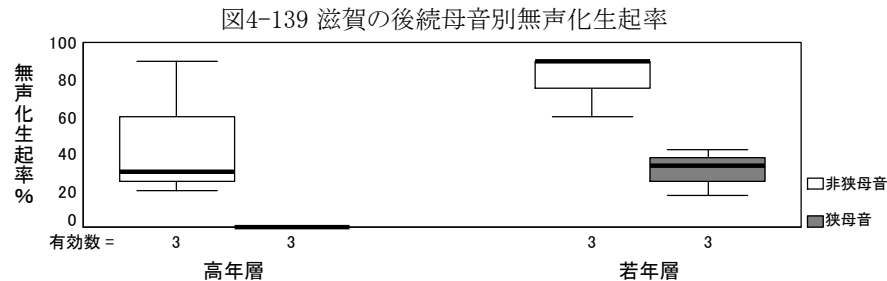 図4-139 滋賀の後続母音別無声化生起率
無声化生起率%
100
80
60
40
20
0
非狭母音
狭母音
有効数 = 3 3 3 3
高年層 若年層